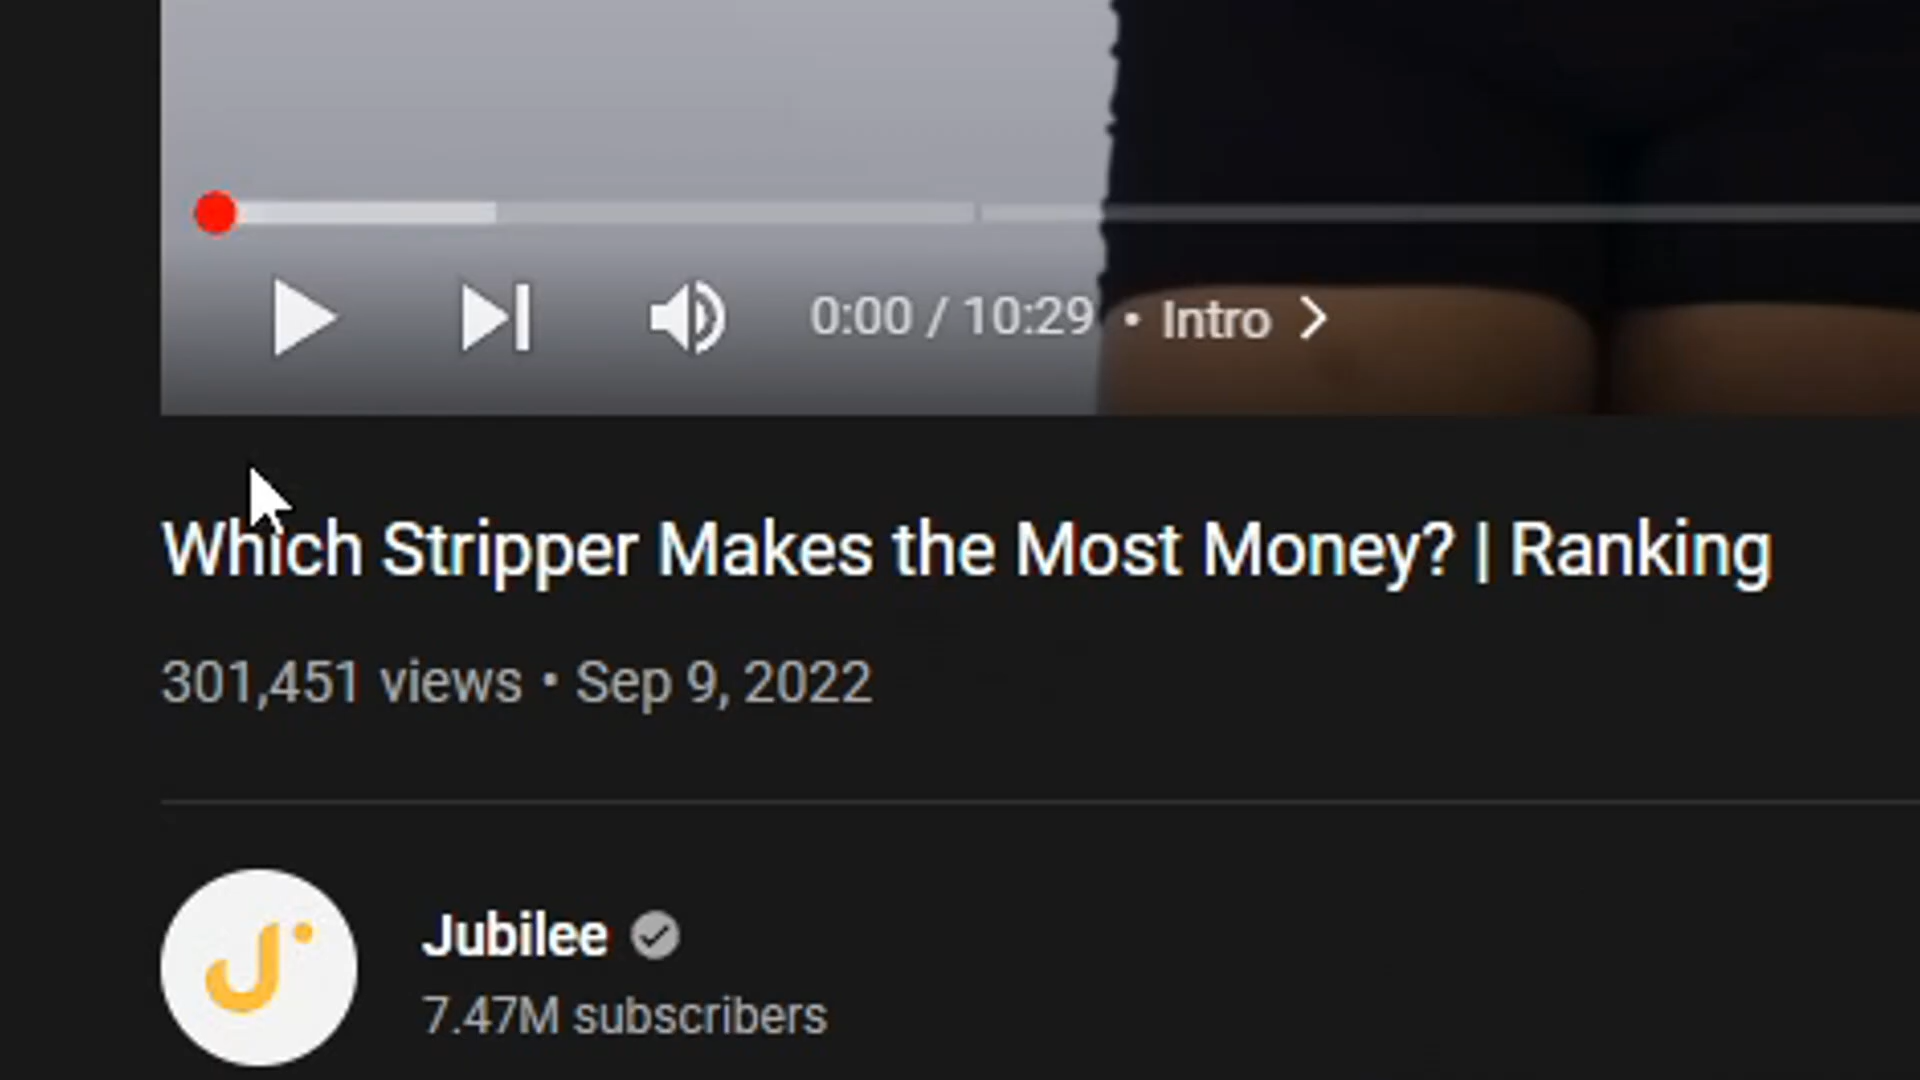 0:00 / 10:29 • Intro
Which Stripper Makes the Most Money? | Ranking
301,451 views • Sep 9, 2022
Jubilee
7.47M subscribers